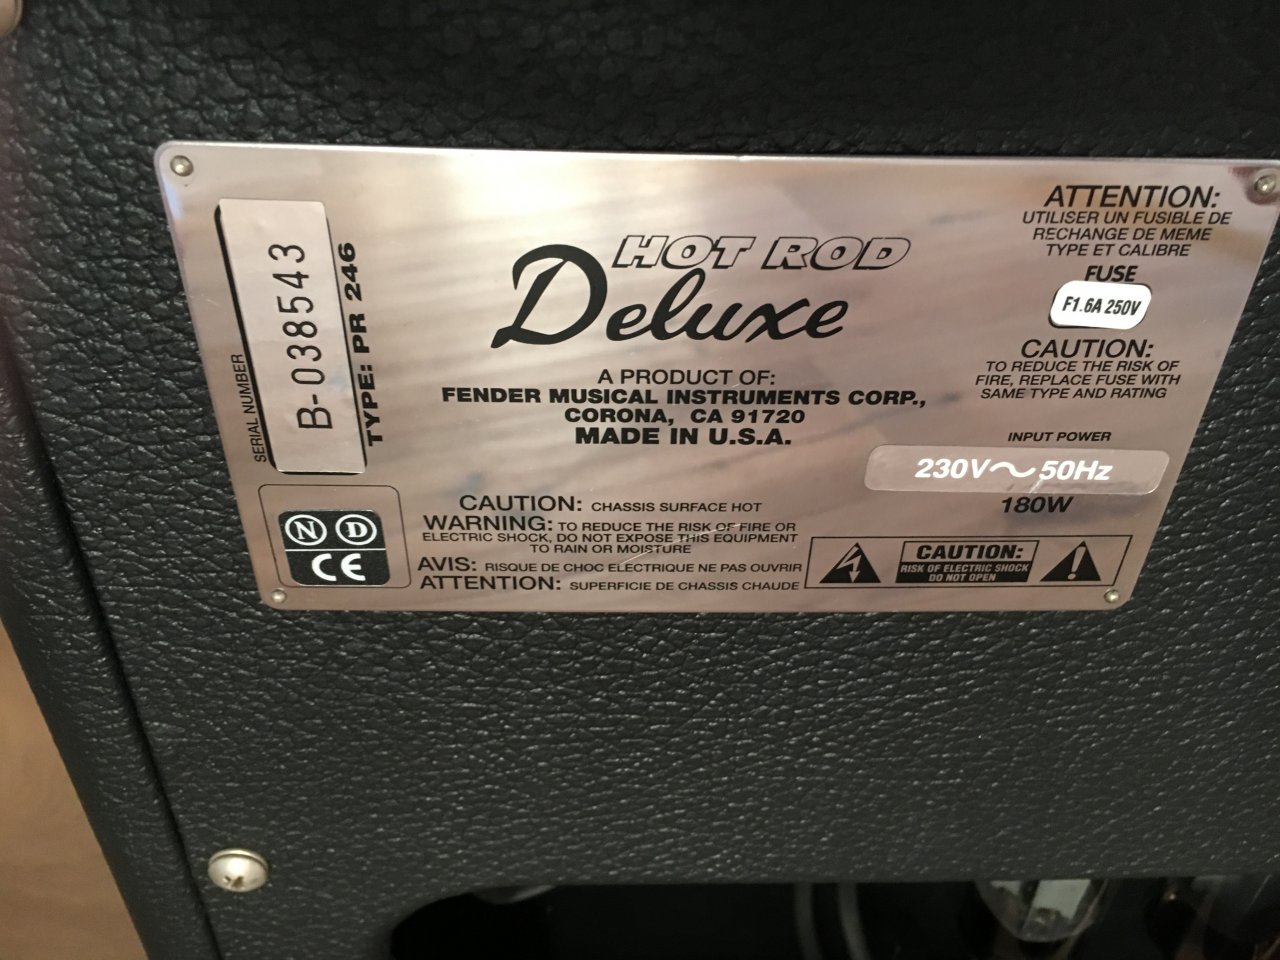 SERIAL NUMBER
B-038543
TYPE: PR 246
HOT ROD
Deluxe
A PRODUCT OF:
FENDER MUSICAL INSTRUMENTS CORP.,
CORONA, CA 91720
MADE IN U.S.A.
ATTENTION:
UTILISER UN FUSIBLE DE
RECHANGE DE MEME
TYPE ET CALIBRE
FUSE
F1.6A 250V
CAUTION:
TO REDUCE THE RISK OF
FIRE, REPLACE FUSE WITH
SAME TYPE AND RATING
INPUT POWER
230V~50Hz
180W
N D
CE
CAUTION: CHASSIS SURFACE HOT
WARNING: TO REDUCE THE RISK OF FIRE OR
ELECTRIC SHOCK, DO NOT EXPOSE THIS EQUIPMENT
TO RAIN OR MOISTURE
AVIS: RISQUE DE CHOC ELECTRIQUE NE PAS OUVRIR
ATTENTION: SUPERFICIE DE CHASSIS CHAUDE
CAUTION:
RISK OF ELECTRIC SHOCK
DO NOT OPEN